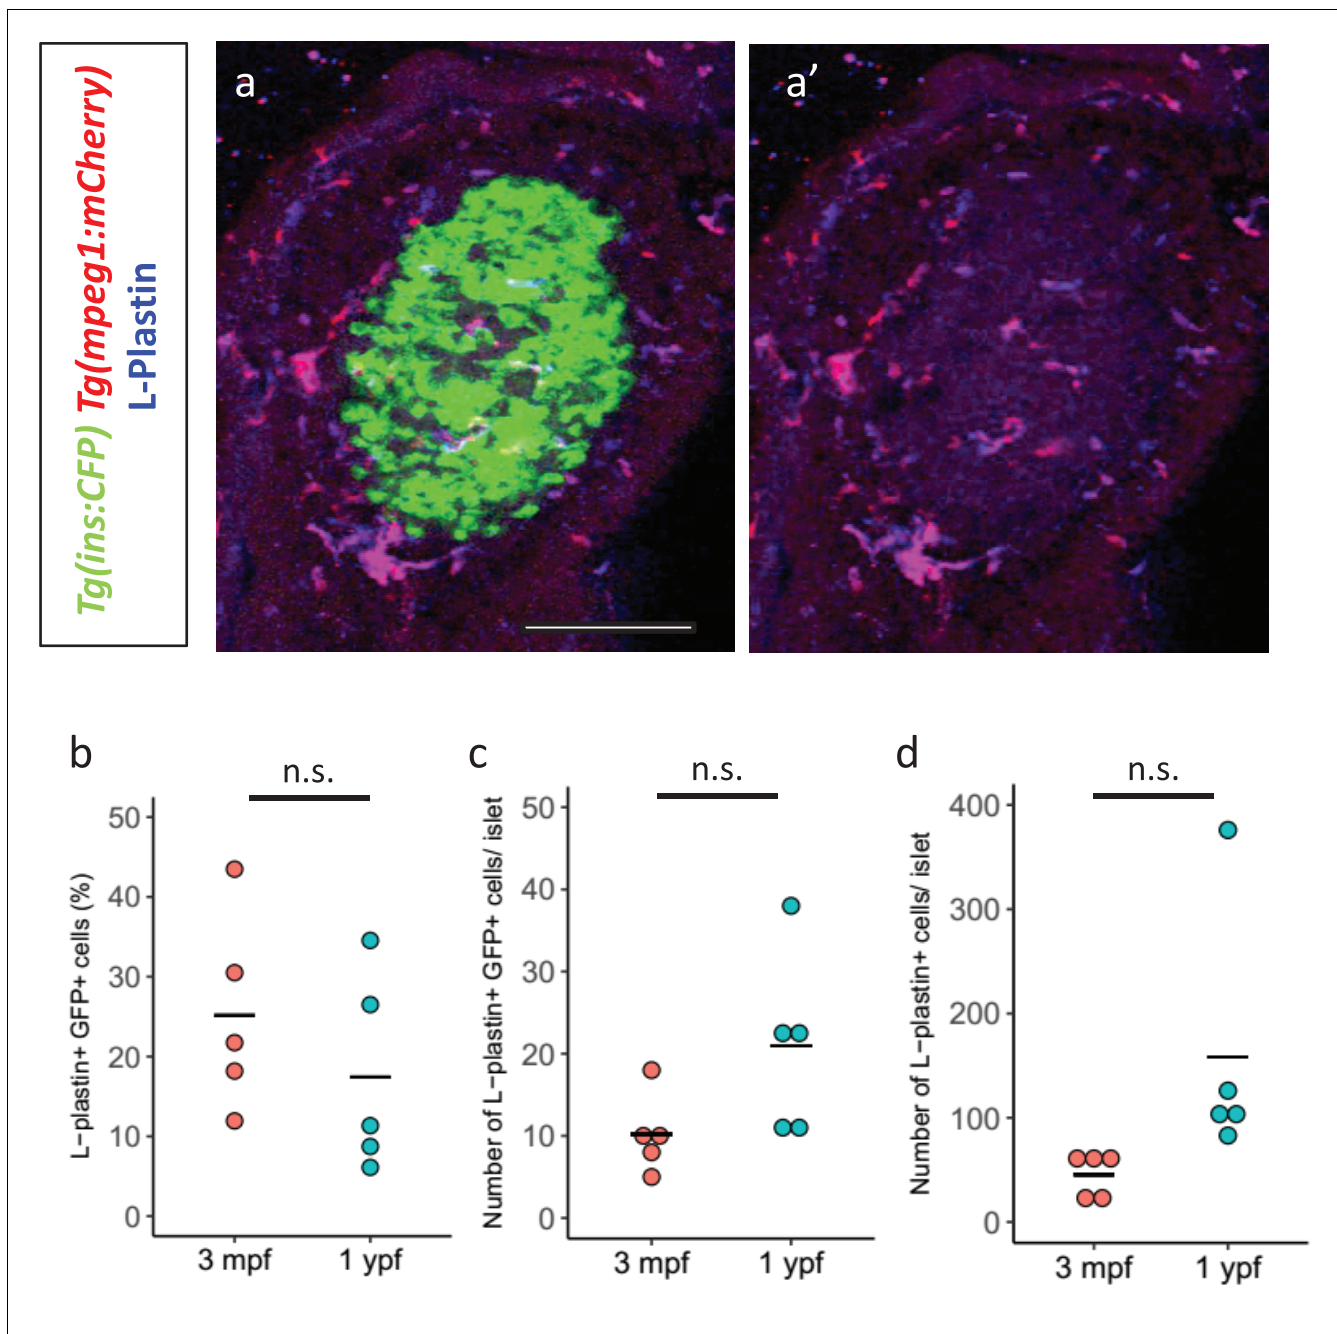 Tg(ins:CFP) Tg(mpeg1:mCherry)
L-Plastin
a
a’
b
n.s.
L−plastin+ GFP+ cells (%)
50
40
30
20
10
0
3 mpf
1 ypf
c
n.s.
Number of L−plastin+ GFP+ cells/ islet
50
40
30
20
10
0
3 mpf
1 ypf
d
n.s.
Number of L−plastin+ cells/ islet
400
300
200
100
0
3 mpf
1 ypf